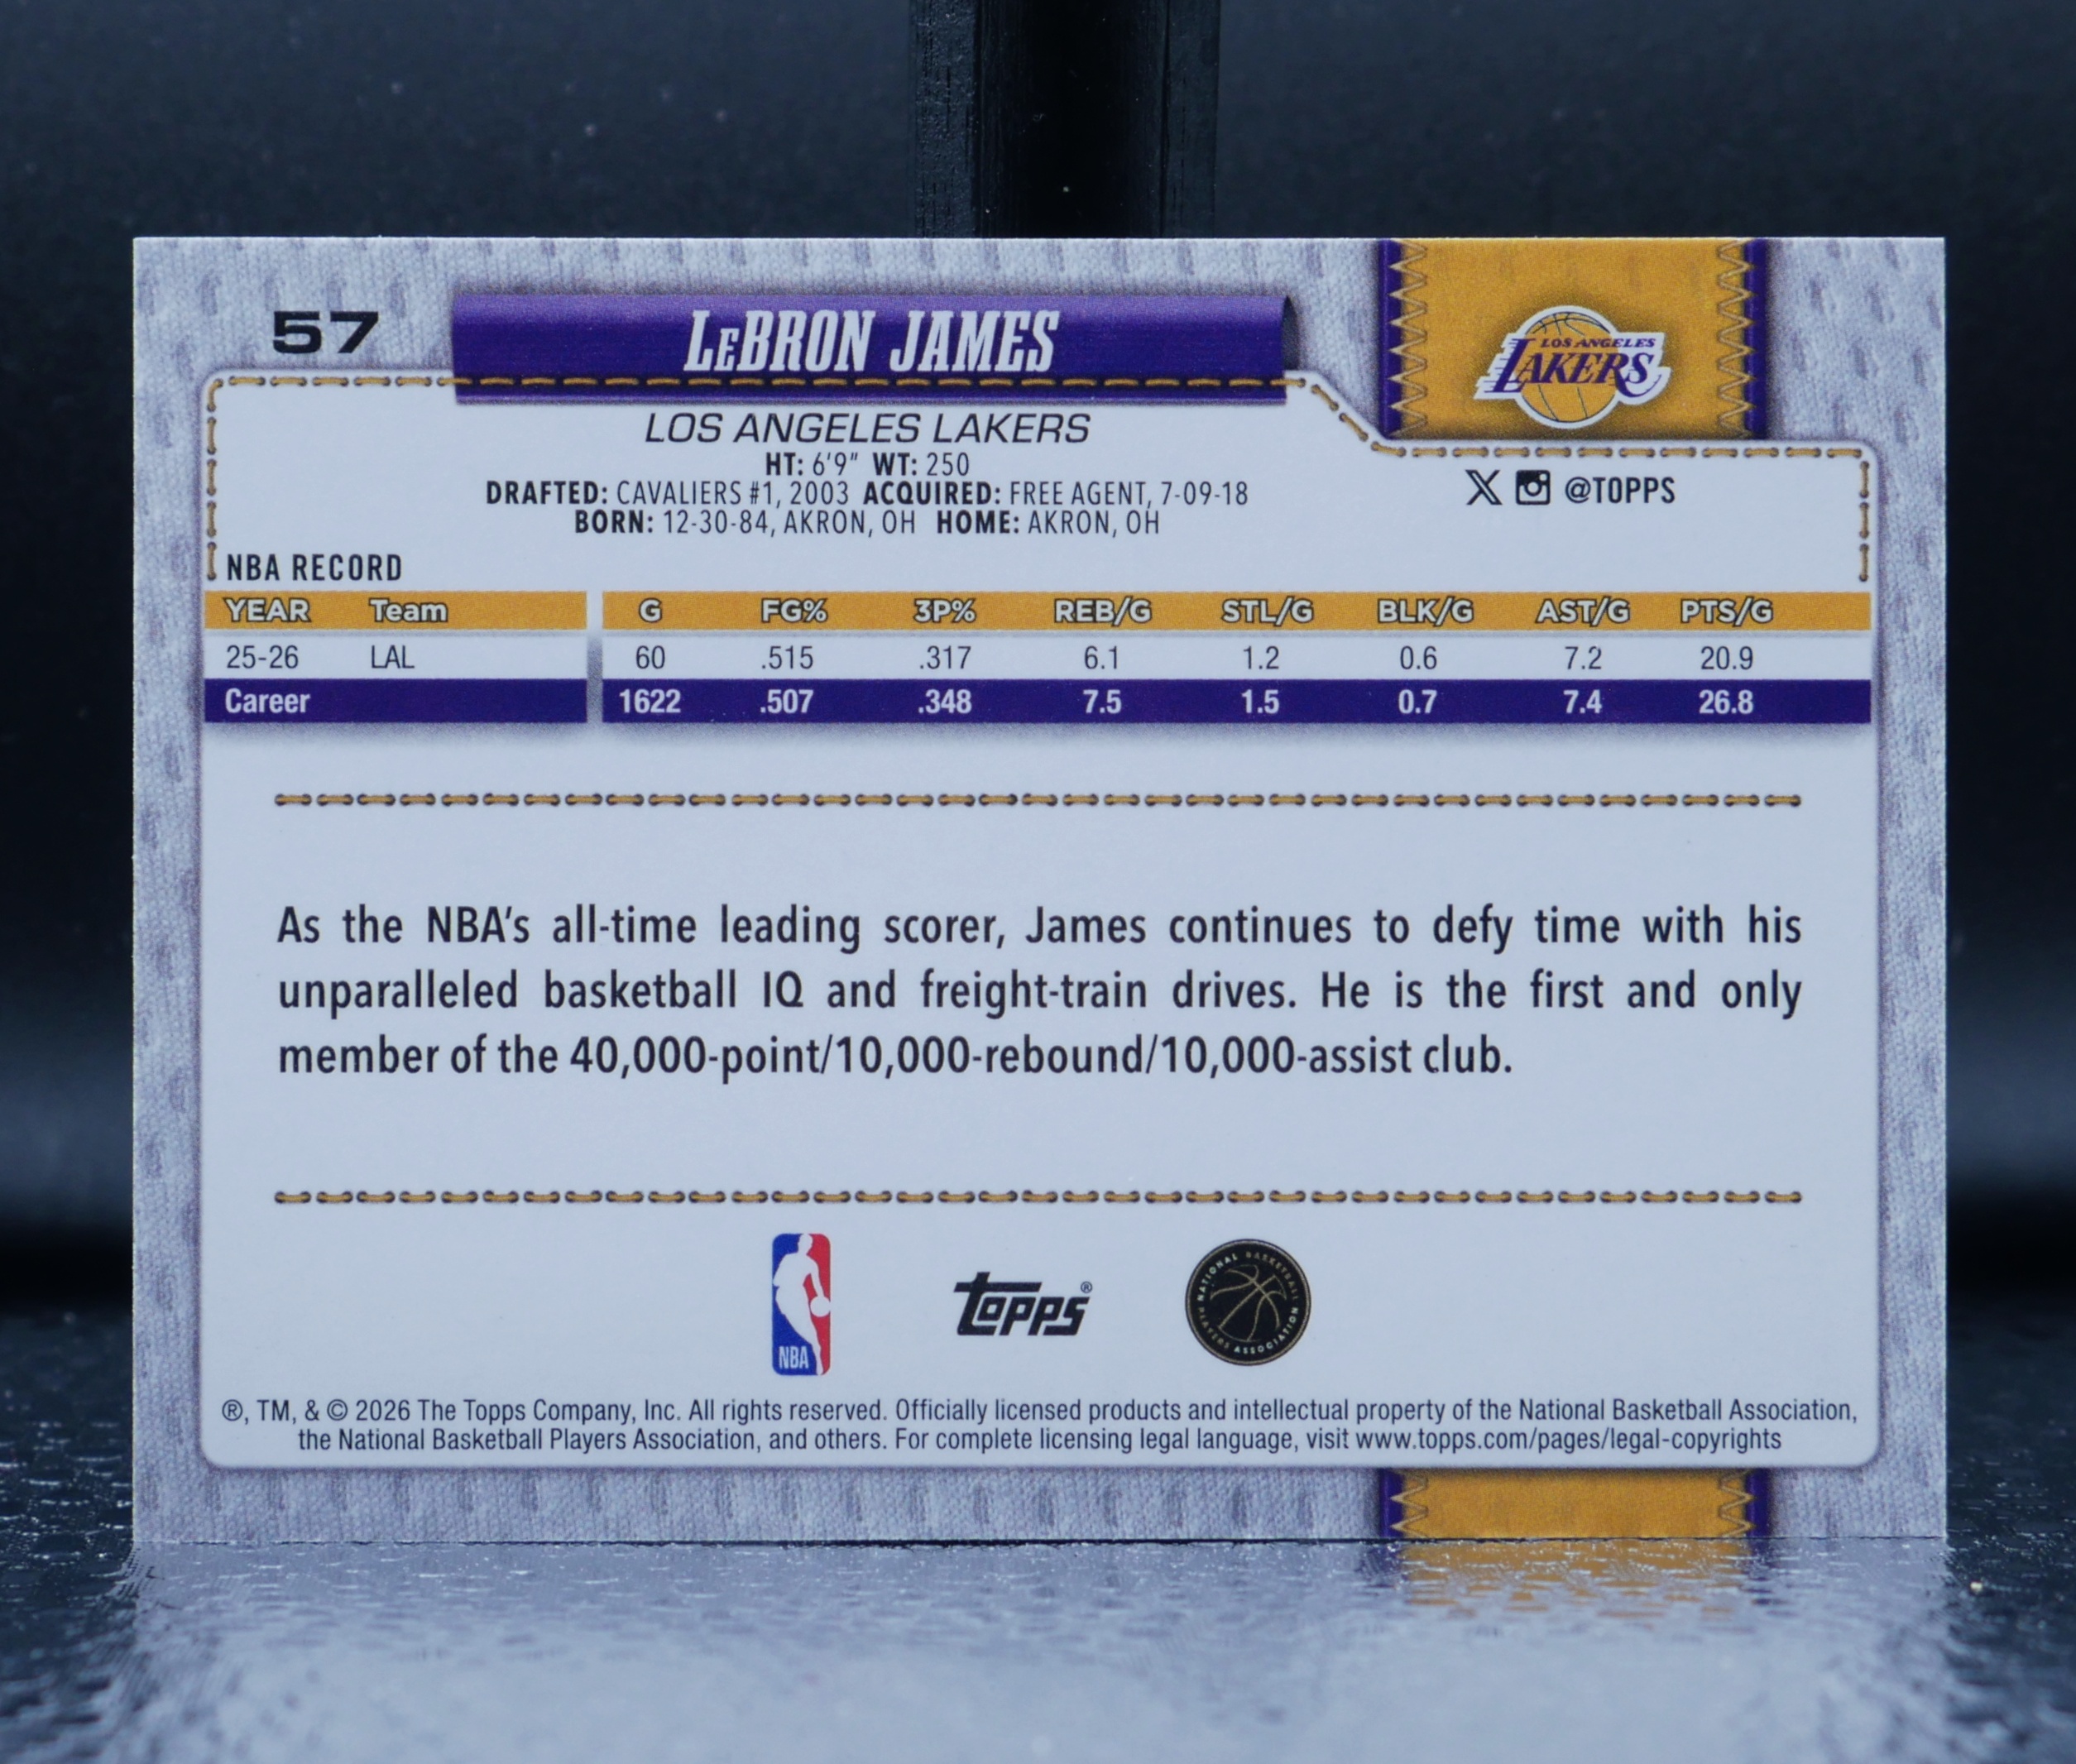 57
LeBRON JAMES
LOS ANGELES
LAKERS
LOS ANGELES LAKERS
HT: 6'9" WT: 250
DRAFTED: CAVALIERS #1, 2003 ACQUIRED: FREE AGENT, 7-09-18
BORN: 12-30-84, AKRON, OH HOME: AKRON, OH
X @TOPPS
NBA RECORD
YEAR Team G FG% 3P% REB/G STL/G BLK/G AST/G PTS/G
25-26 LAL 60 .515 .317 6.1 1.2 0.6 7.2 20.9
Career 1622 .507 .348 7.5 1.5 0.7 7.4 26.8
As the NBA's all-time leading scorer, James continues to defy time with his
unparalleled basketball IQ and freight-train drives. He is the first and only
member of the 40,000-point/10,000-rebound/10,000-assist club.
NBA
topps®
NATIONAL BASKETBALL PLAYERS ASSOCIATION
®, TM, & © 2026 The Topps Company, Inc. All rights reserved. Officially licensed products and intellectual property of the National Basketball Association,
the National Basketball Players Association, and others. For complete licensing legal language, visit www.topps.com/pages/legal-copyrights